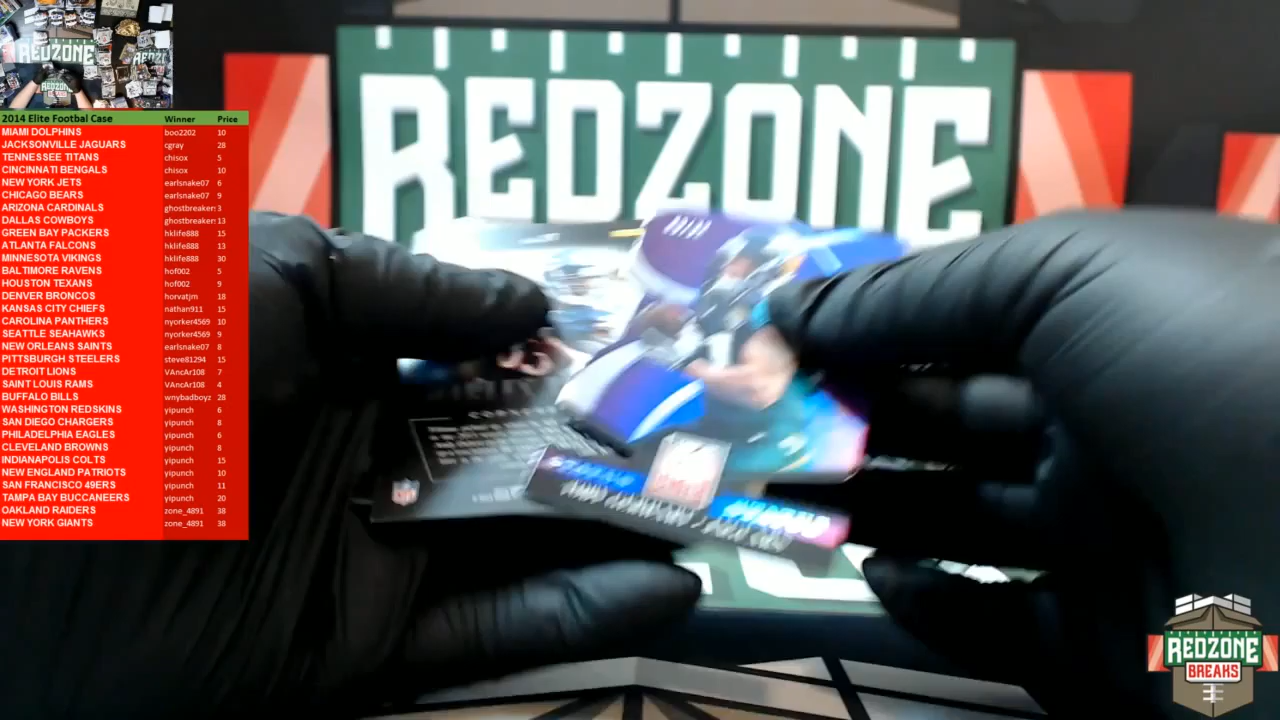 REDZONE
REDZONE
BREAKS
REDZONE
2014 Elite Footbal Case Winner Price
MIAMI DOLPHINS boo2202 10
JACKSONVILLE JAGUARS cgray 28
TENNESSEE TITANS chisox 5
CINCINNATI BENGALS chisox 10
NEW YORK JETS earlsnake07 6
CHICAGO BEARS earlsnake07 9
ARIZONA CARDINALS ghostbreaker 3
DALLAS COWBOYS ghostbreaker 13
GREEN BAY PACKERS hklife888 15
ATLANTA FALCONS hklife888 13
MINNESOTA VIKINGS hklife888 30
BALTIMORE RAVENS hof002 5
HOUSTON TEXANS hof002 9
DENVER BRONCOS horvatjm 18
KANSAS CITY CHIEFS nathan911 15
CAROLINA PANTHERS nyorker4569 10
SEATTLE SEAHAWKS nyorker4569 9
NEW ORLEANS SAINTS earlsnake07 8
PITTSBURGH STEELERS steve81294 15
DETROIT LIONS VAncAr108 7
SAINT LOUIS RAMS VAncAr108 4
BUFFALO BILLS wnybadboyz 28
WASHINGTON REDSKINS yipunch 6
SAN DIEGO CHARGERS yipunch 8
PHILADELPHIA EAGLES yipunch 6
CLEVELAND BROWNS yipunch 8
INDIANAPOLIS COLTS yipunch 15
NEW ENGLAND PATRIOTS yipunch 10
SAN FRANCISCO 49ERS yipunch 11
TAMPA BAY BUCCANEERS yipunch 20
OAKLAND RAIDERS zone_4891 38
NEW YORK GIANTS zone_4891 38
NFL
REDZONE
BREAKS